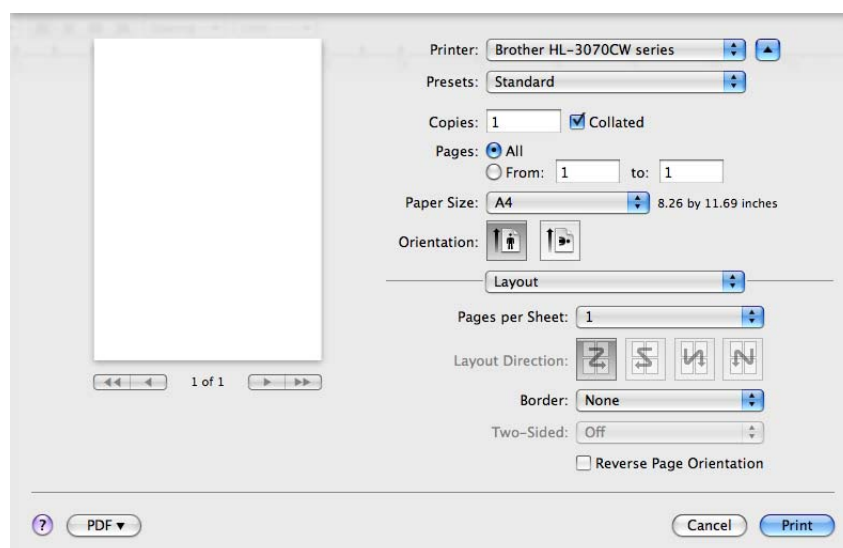 Printer: Brother HL-3070CW series
Presets: Standard
Copies: 1 Collated
Pages: All
From: 1 to: 1
Paper Size: A4 8.26 by 11.69 inches
Orientation:
Layout
Pages per Sheet: 1
Layout Direction:
1 of 1
Border: None
Two-Sided: Off
Reverse Page Orientation
? PDF▾ Cancel Print